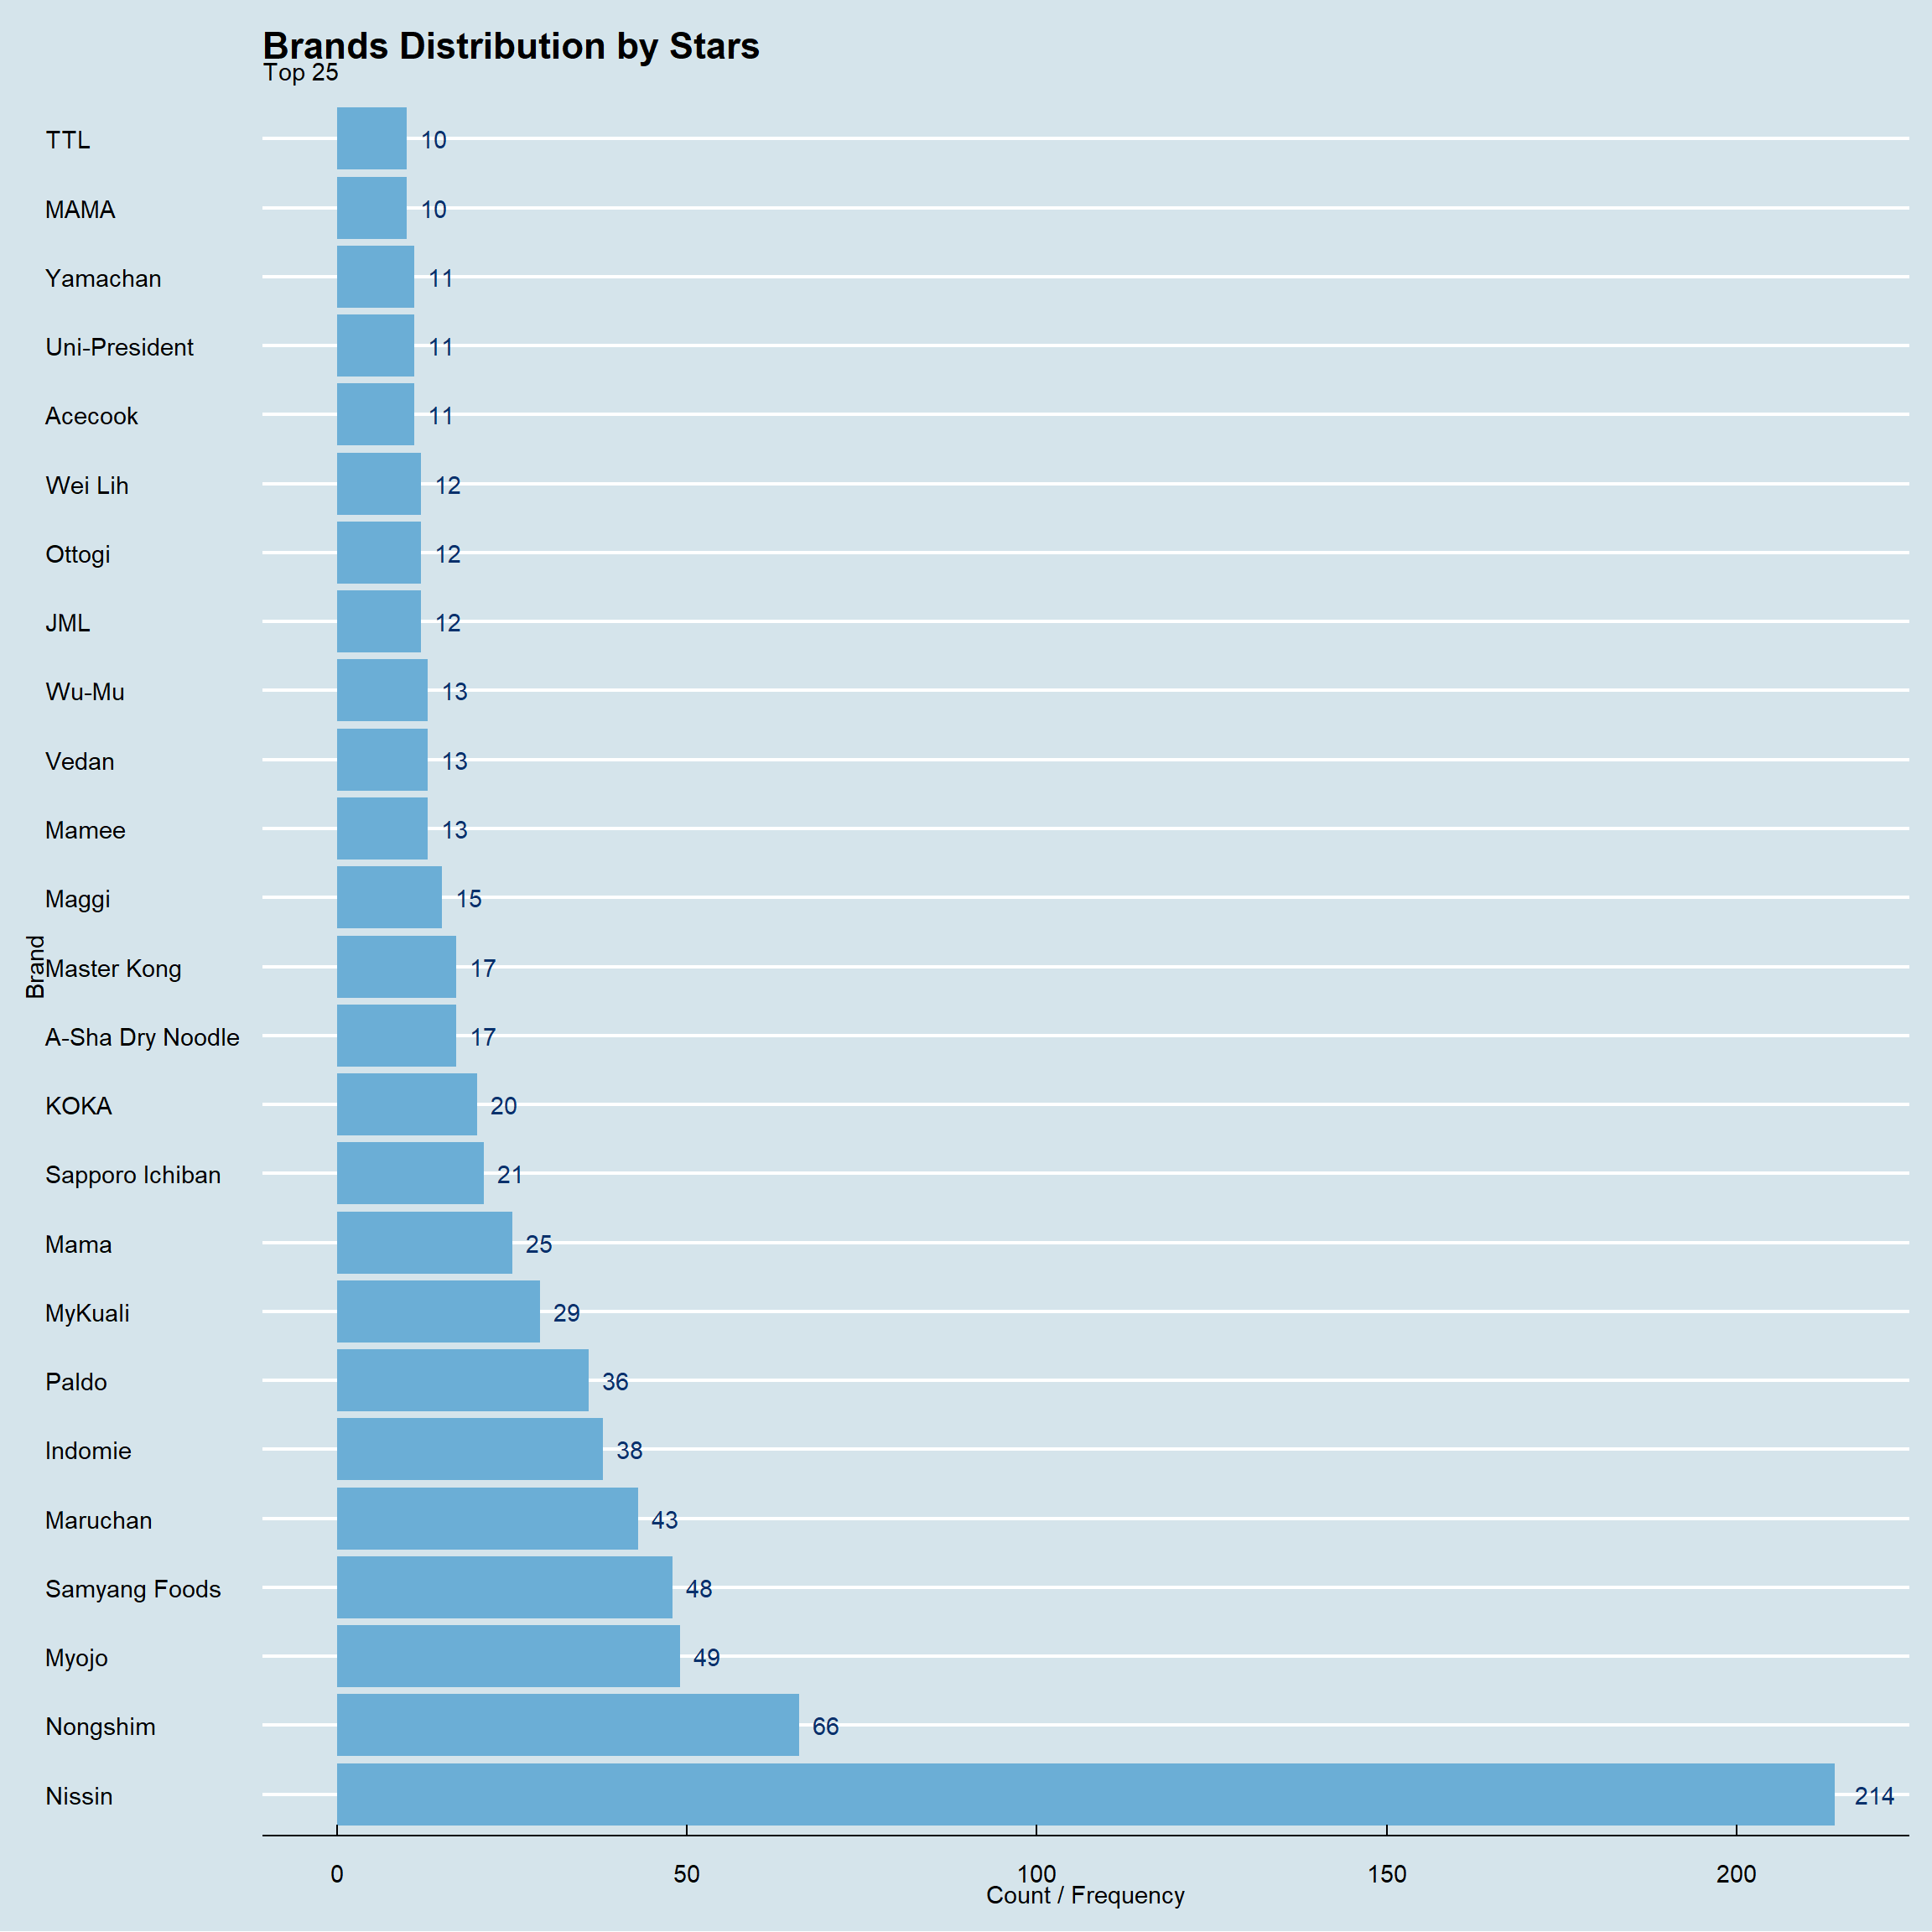 Brands Distribution by Stars
Top 25
TTL 10
MAMA 10
Yamachan 11
Uni-President 11
Acecook 11
Wei Lih 12
Ottogi 12
JML 12
Wu-Mu 13
Vedan 13
Mamee 13
Maggi 15
Brand
Master Kong 17
A-Sha Dry Noodle 17
KOKA 20
Sapporo Ichiban 21
Mama 25
MyKuali 29
Paldo 36
Indomie 38
Maruchan 43
Samyang Foods 48
Myojo 49
Nongshim 66
Nissin 214
0 50 100 150 200
Count / Frequency